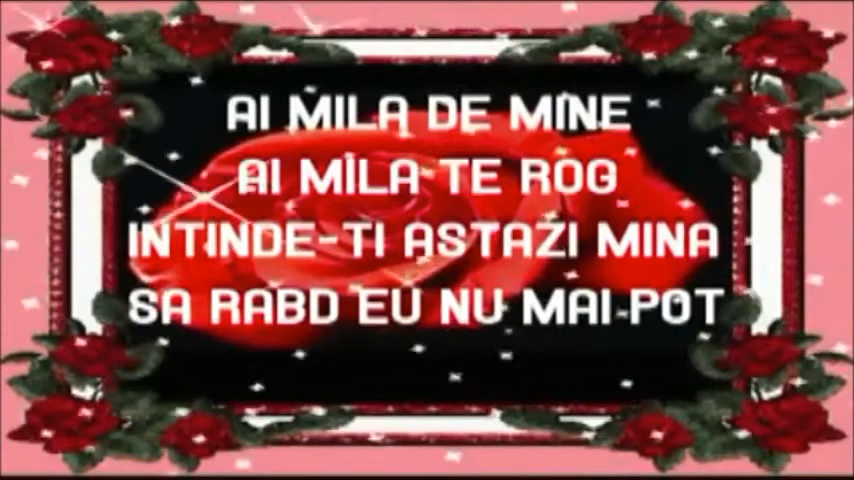 AI MILA DE MINE
AI MILA TE ROG
INTINDE-TI ASTAZI MINA
SA RABD EU NU MAI POT